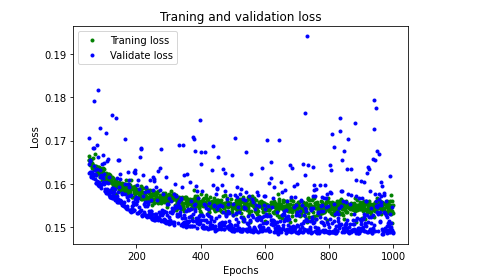 Traning and validation loss
Traning loss
Validate loss
Loss
0.19
0.18
0.17
0.16
0.15
200
400
600
800
1000
Epochs